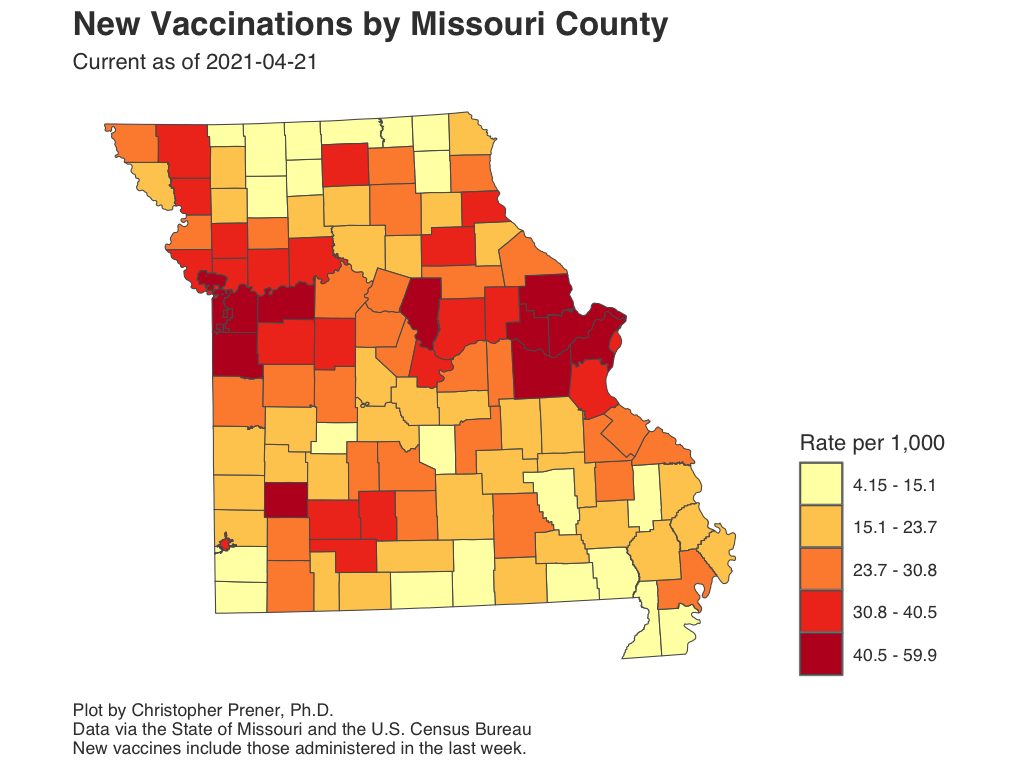 New Vaccinations by Missouri County
Current as of 2021-04-21
Rate per 1,000
4.15 - 15.1
15.1 - 23.7
23.7 - 30.8
30.8 - 40.5
40.5 - 59.9
Plot by Christopher Prener, Ph.D.
Data via the State of Missouri and the U.S. Census Bureau
New vaccines include those administered in the last week.